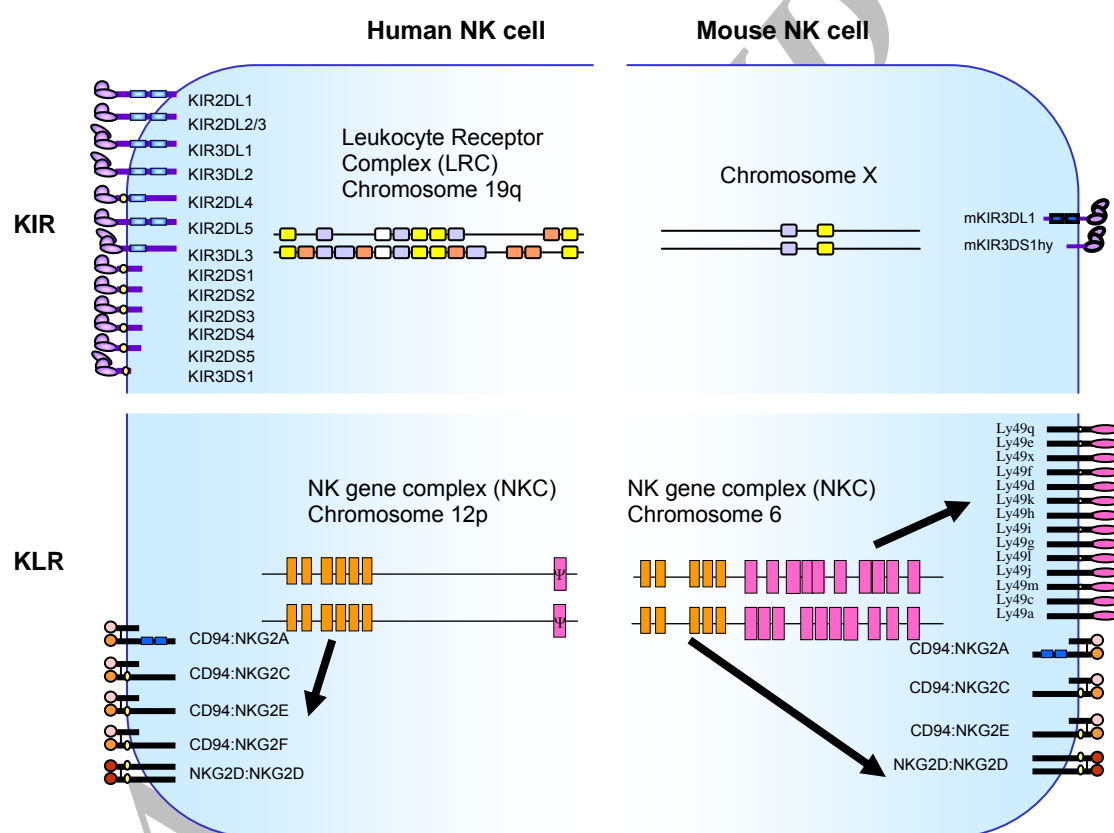 Human NK cell
Mouse NK cell
KIR
KIR2DL1
KIR2DL2/3
KIR3DL1
KIR3DL2
KIR2DL4
KIR2DL5
KIR3DL3
KIR2DS1
KIR2DS2
KIR2DS3
KIR2DS4
KIR2DS5
KIR3DS1
Leukocyte Receptor
Complex (LRC)
Chromosome 19q
Chromosome X
mKIR3DL1
mKIR3DS1hy
KLR
NK gene complex (NKC)
Chromosome 12p
Ψ
Ψ
CD94:NKG2A
CD94:NKG2C
CD94:NKG2E
CD94:NKG2F
NKG2D:NKG2D
NK gene complex (NKC)
Chromosome 6
Ly49q
Ly49e
Ly49x
Ly49f
Ly49d
Ly49k
Ly49h
Ly49i
Ly49g
Ly49l
Ly49j
Ly49m
Ly49c
Ly49a
CD94:NKG2A
CD94:NKG2C
CD94:NKG2E
NKG2D:NKG2D